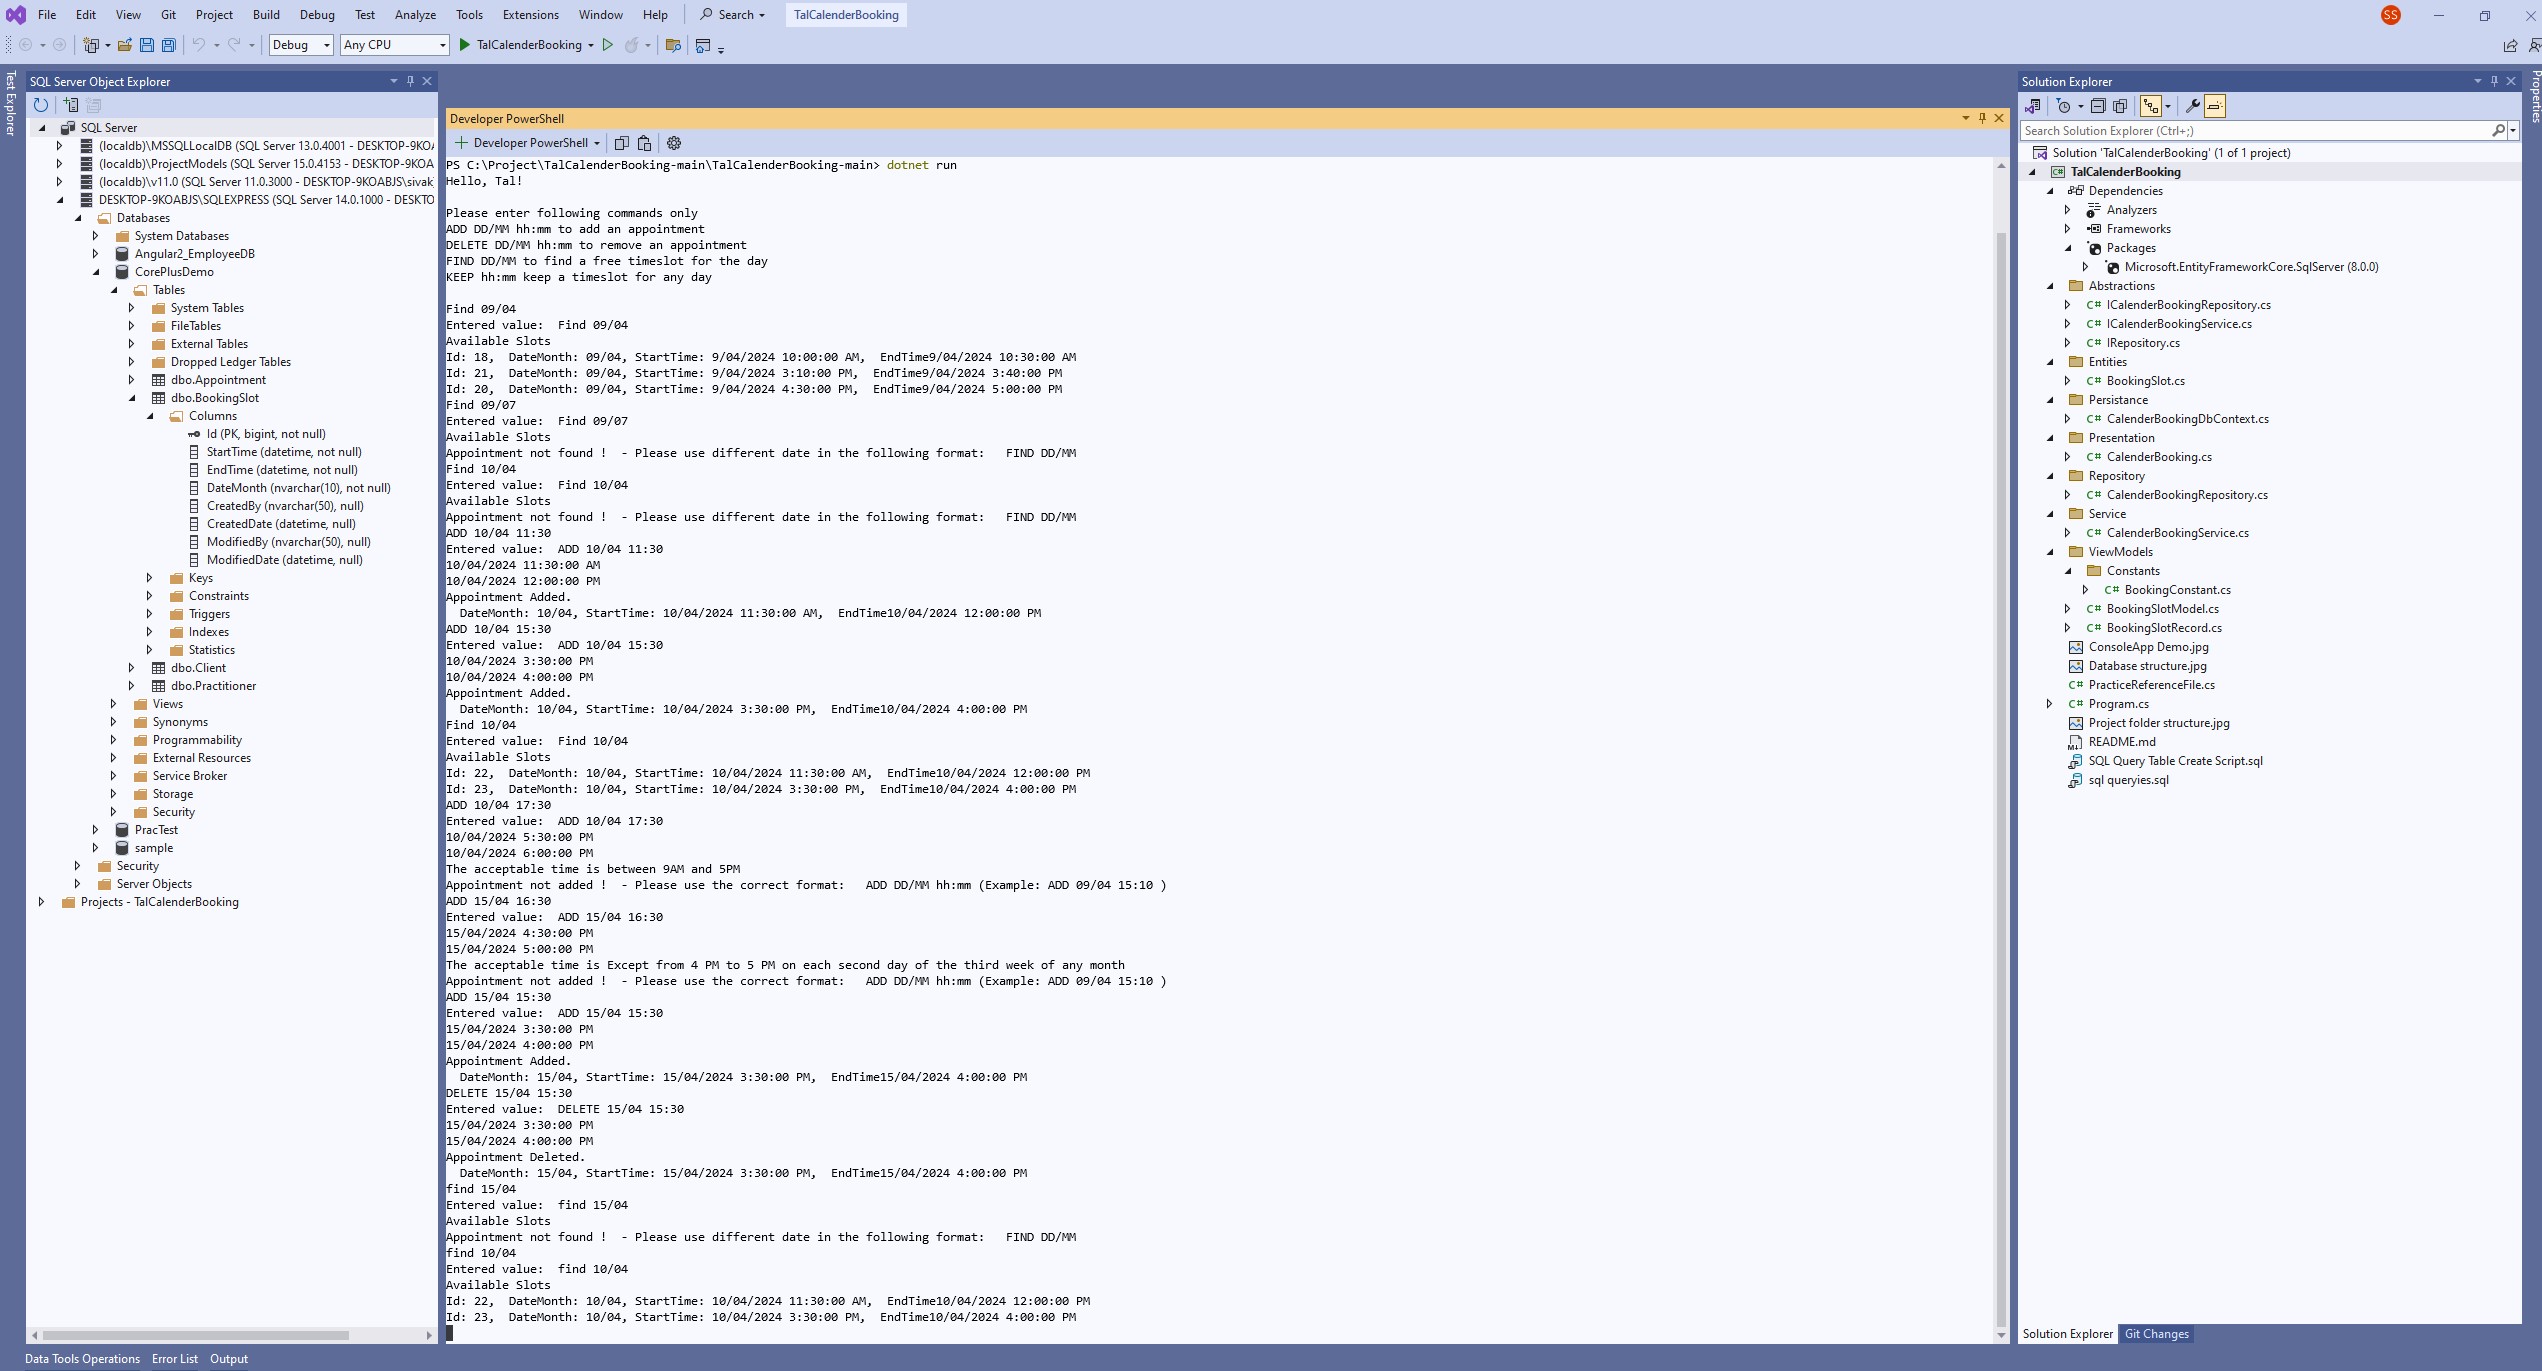 File Edit View Git Project Build Debug Test Analyze Tools Extensions Window Help Search TalCalenderBooking SS
Debug Any CPU TalCalenderBooking
Test Explorer
SQL Server Object Explorer
SQL Server
(localdb)\MSSQLLocalDB (SQL Server 13.0.4001 - DESKTOP-9KOA
(localdb)\ProjectModels (SQL Server 15.0.4153 - DESKTOP-9KOA
(localdb)\v11.0 (SQL Server 11.0.3000 - DESKTOP-9KOABJS\sivak
DESKTOP-9KOABJS\SQLEXPRESS (SQL Server 14.0.1000 - DESKTO
Databases
System Databases
Angular2_EmployeeDB
CorePlusDemo
Tables
System Tables
FileTables
External Tables
Dropped Ledger Tables
dbo.Appointment
dbo.BookingSlot
Columns
Id (PK, bigint, not null)
StartTime (datetime, not null)
EndTime (datetime, not null)
DateMonth (nvarchar(10), not null)
CreatedBy (nvarchar(50), null)
CreatedDate (datetime, null)
ModifiedBy (nvarchar(50), null)
ModifiedDate (datetime, null)
Keys
Constraints
Triggers
Indexes
Statistics
dbo.Client
dbo.Practitioner
Views
Synonyms
Programmability
External Resources
Service Broker
Storage
Security
PracTest
sample
Security
Server Objects
Projects - TalCalenderBooking
Developer PowerShell
Developer PowerShell
PS C:\Project\TalCalenderBooking-main\TalCalenderBooking-main> dotnet run
Hello, Tal!
Please enter following commands only
ADD DD/MM hh:mm to add an appointment
DELETE DD/MM hh:mm to remove an appointment
FIND DD/MM to find a free timeslot for the day
KEEP hh:mm keep a timeslot for any day
Find 09/04
Entered value:  Find 09/04
Available Slots
Id: 18,  DateMonth: 09/04, StartTime: 9/04/2024 10:00:00 AM,  EndTime9/04/2024 10:30:00 AM
Id: 21,  DateMonth: 09/04, StartTime: 9/04/2024 3:10:00 PM,  EndTime9/04/2024 3:40:00 PM
Id: 20,  DateMonth: 09/04, StartTime: 9/04/2024 4:30:00 PM,  EndTime9/04/2024 5:00:00 PM
Find 09/07
Entered value:  Find 09/07
Available Slots
Appointment not found !  - Please use different date in the following format:   FIND DD/MM
Find 10/04
Entered value:  Find 10/04
Available Slots
Appointment not found !  - Please use different date in the following format:   FIND DD/MM
ADD 10/04 11:30
Entered value:  ADD 10/04 11:30
10/04/2024 11:30:00 AM
10/04/2024 12:00:00 PM
Appointment Added.
DateMonth: 10/04, StartTime: 10/04/2024 11:30:00 AM,  EndTime10/04/2024 12:00:00 PM
ADD 10/04 15:30
Entered value:  ADD 10/04 15:30
10/04/2024 3:30:00 PM
10/04/2024 4:00:00 PM
Appointment Added.
DateMonth: 10/04, StartTime: 10/04/2024 3:30:00 PM,  EndTime10/04/2024 4:00:00 PM
Find 10/04
Entered value:  Find 10/04
Available Slots
Id: 22,  DateMonth: 10/04, StartTime: 10/04/2024 11:30:00 AM,  EndTime10/04/2024 12:00:00 PM
Id: 23,  DateMonth: 10/04, StartTime: 10/04/2024 3:30:00 PM,  EndTime10/04/2024 4:00:00 PM
ADD 10/04 17:30
Entered value:  ADD 10/04 17:30
10/04/2024 5:30:00 PM
10/04/2024 6:00:00 PM
The acceptable time is between 9AM and 5PM
Appointment not added !  - Please use the correct format:   ADD DD/MM hh:mm (Example: ADD 09/04 15:10 )
ADD 15/04 16:30
Entered value:  ADD 15/04 16:30
15/04/2024 4:30:00 PM
15/04/2024 5:00:00 PM
The acceptable time is Except from 4 PM to 5 PM on each second day of the third week of any month
Appointment not added !  - Please use the correct format:   ADD DD/MM hh:mm (Example: ADD 09/04 15:10 )
ADD 15/04 15:30
Entered value:  ADD 15/04 15:30
15/04/2024 3:30:00 PM
15/04/2024 4:00:00 PM
Appointment Added.
DateMonth: 15/04, StartTime: 15/04/2024 3:30:00 PM,  EndTime15/04/2024 4:00:00 PM
DELETE 15/04 15:30
Entered value:  DELETE 15/04 15:30
15/04/2024 3:30:00 PM
15/04/2024 4:00:00 PM
Appointment Deleted.
DateMonth: 15/04, StartTime: 15/04/2024 3:30:00 PM,  EndTime15/04/2024 4:00:00 PM
find 15/04
Entered value:  find 15/04
Available Slots
Appointment not found !  - Please use different date in the following format:   FIND DD/MM
find 10/04
Entered value:  find 10/04
Available Slots
Id: 22,  DateMonth: 10/04, StartTime: 10/04/2024 11:30:00 AM,  EndTime10/04/2024 12:00:00 PM
Id: 23,  DateMonth: 10/04, StartTime: 10/04/2024 3:30:00 PM,  EndTime10/04/2024 4:00:00 PM
Solution Explorer
Search Solution Explorer (Ctrl+;)
Solution 'TalCalenderBooking' (1 of 1 project)
TalCalenderBooking
Dependencies
Analyzers
Frameworks
Packages
Microsoft.EntityFrameworkCore.SqlServer (8.0.0)
Abstractions
C# ICalenderBookingRepository.cs
C# ICalenderBookingService.cs
C# IRepository.cs
Entities
C# BookingSlot.cs
Persistance
C# CalenderBookingDbContext.cs
Presentation
C# CalenderBooking.cs
Repository
C# CalenderBookingRepository.cs
Service
C# CalenderBookingService.cs
ViewModels
Constants
C# BookingConstant.cs
C# BookingSlotModel.cs
C# BookingSlotRecord.cs
ConsoleApp Demo.jpg
Database structure.jpg
C# PracticeReferenceFile.cs
C# Program.cs
Project folder structure.jpg
README.md
SQL Query Table Create Script.sql
sql queryies.sql
Solution Explorer Git Changes
Properties
Data Tools Operations Error List Output